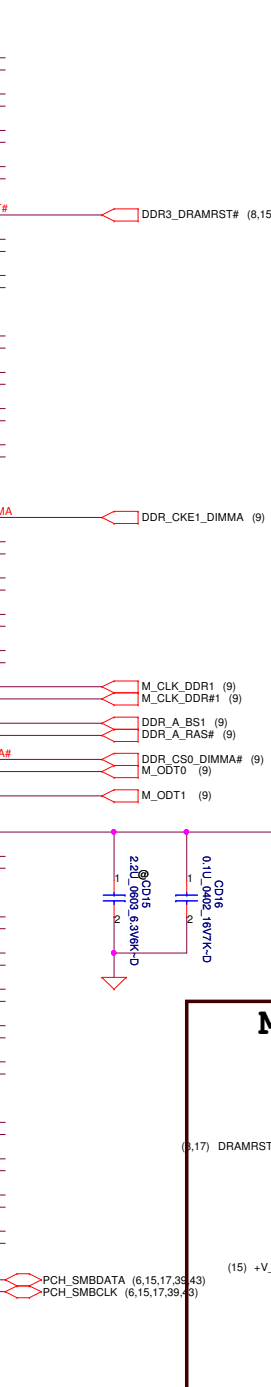 #
DDR3_DRAMRST# (8,15
MA
DDR_CKE1_DIMMA (9)
M_CLK_DDR1 (9)
M_CLK_DDR#1 (9)
DDR_A_BS1 (9)
DDR_A_RAS# (9)
A#
DDR_CS0_DIMMA# (9)
M_ODT0 (9)
M_ODT1 (9)
1
2
@CD15
2.2U_0603_6.3V6K~D
1
2
CD16
0.1U_0402_16V7K~D
M
(8,17) DRAMRST
(15) +V_
PCH_SMBDATA (6,15,17,39,43)
PCH_SMBCLK (6,15,17,39,43)